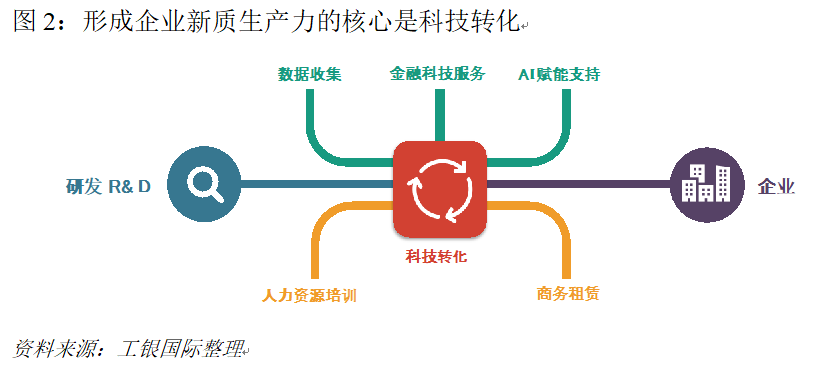 图 2：形成企业新质生产力的核心是科技转化
数据收集
金融科技服务
AI赋能支持
研发 R& D
企业
科技转化
人力资源培训
商务租赁
资料来源：工银国际整理